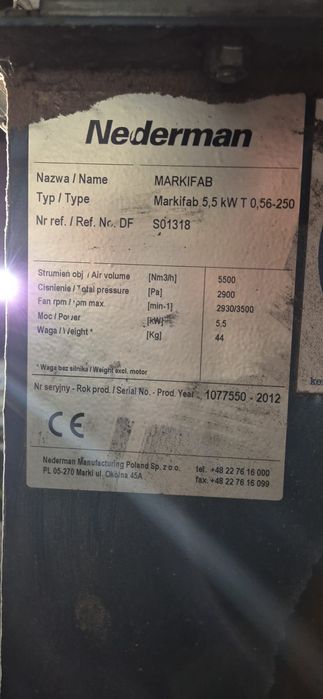 Nederman
Nazwa / Name MARKIFAB
Typ / Type Markifab 5,5 kW T 0,56-250
Nr ref. / Ref. No. DF S01318
Strumień obj / Air volume [Nm3/h] 5500
Ciśnienie / Total pressure [Pa] 2900
Fan rpm / rpm max. [min-1] 2930/3500
Moc / Power [kW] 5.5
Waga / Weight * [Kg] 44
* Waga bez silnika / Weight excl. motor
Nr seryjny - Rok prod. / Serial No. - Prod. Year 1077550 - 2012
CE
Nederman Manufacturing Poland Sp. z o.o. tel. +48 22 76 16 000
PL 05-270 Marki ul. Okólna 45A fax. +48 22 76 16 099